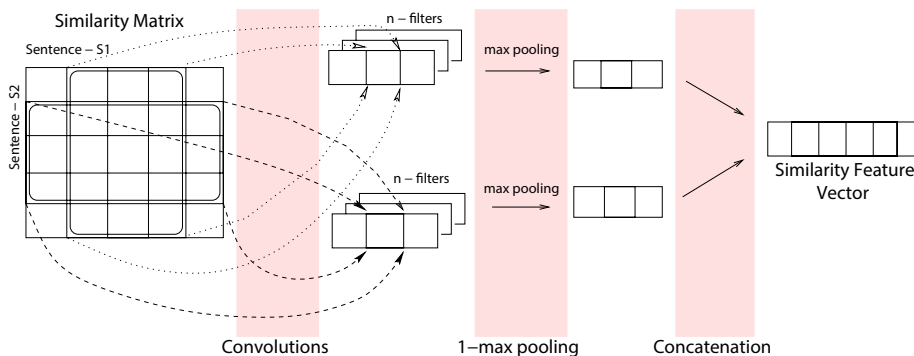 Similarity Matrix
Sentence – S1
Sentence – S2
n – filters
max pooling
n – filters
max pooling
Similarity Feature
Vector
Convolutions
1–max pooling
Concatenation